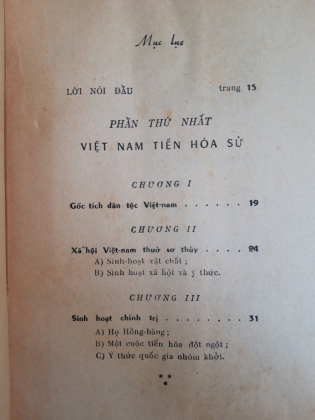 Mục lục
LỜI NÓI ĐẦU trang 15
PHẦN THỨ NHẤT
VIỆT NAM TIẾN HÓA SỬ
CHƯƠNG I
Gốc tích dân tộc Việt-nam . . . . . . 19
CHƯƠNG II
Xã hội Việt-nam thuở sơ thủy . . . . . 24
A) Sinh-hoạt vật chất ;
B) Sinh hoạt xã hội và ý thức.
CHƯƠNG III
Sinh hoạt chính trị . . . . . . . . 31
A) Họ Hồng-bàng ;
B) Một cuộc tiến hóa đột ngột ;
C) Ý thức quốc gia nhóm khởi.
* * *